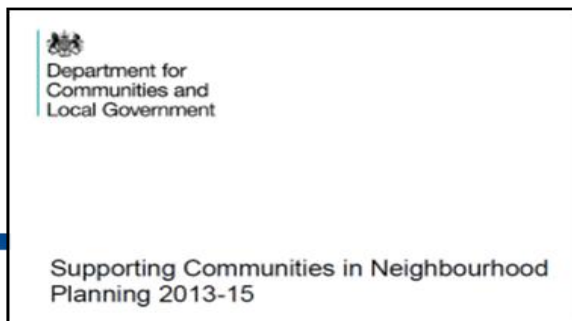 Department for
Communities and
Local Government
Supporting Communities in Neighbourhood
Planning 2013-15